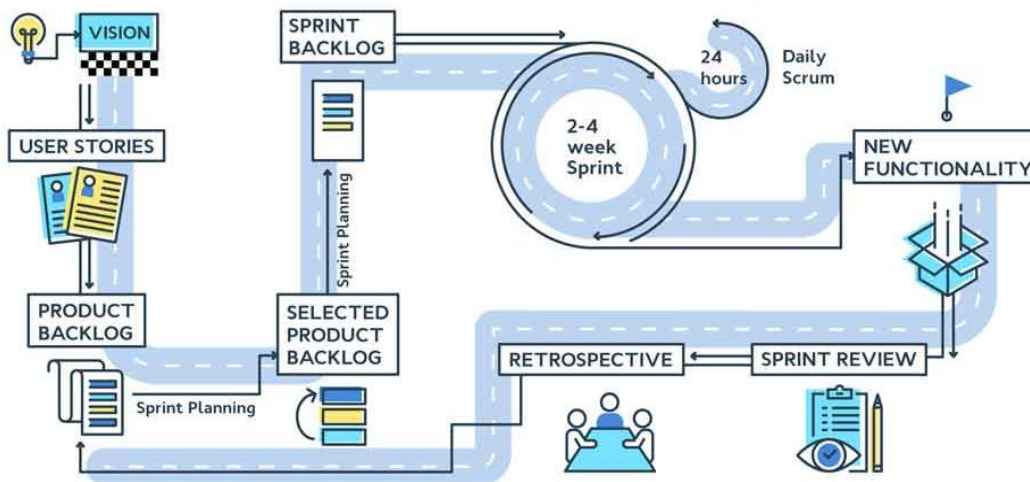 VISION
USER STORIES
PRODUCT
BACKLOG
Sprint Planning
SELECTED
PRODUCT
BACKLOG
Sprint Planning
SPRINT
BACKLOG
2-4
week
Sprint
24
hours
Daily
Scrum
NEW
FUNCTIONALITY
SPRINT REVIEW
RETROSPECTIVE